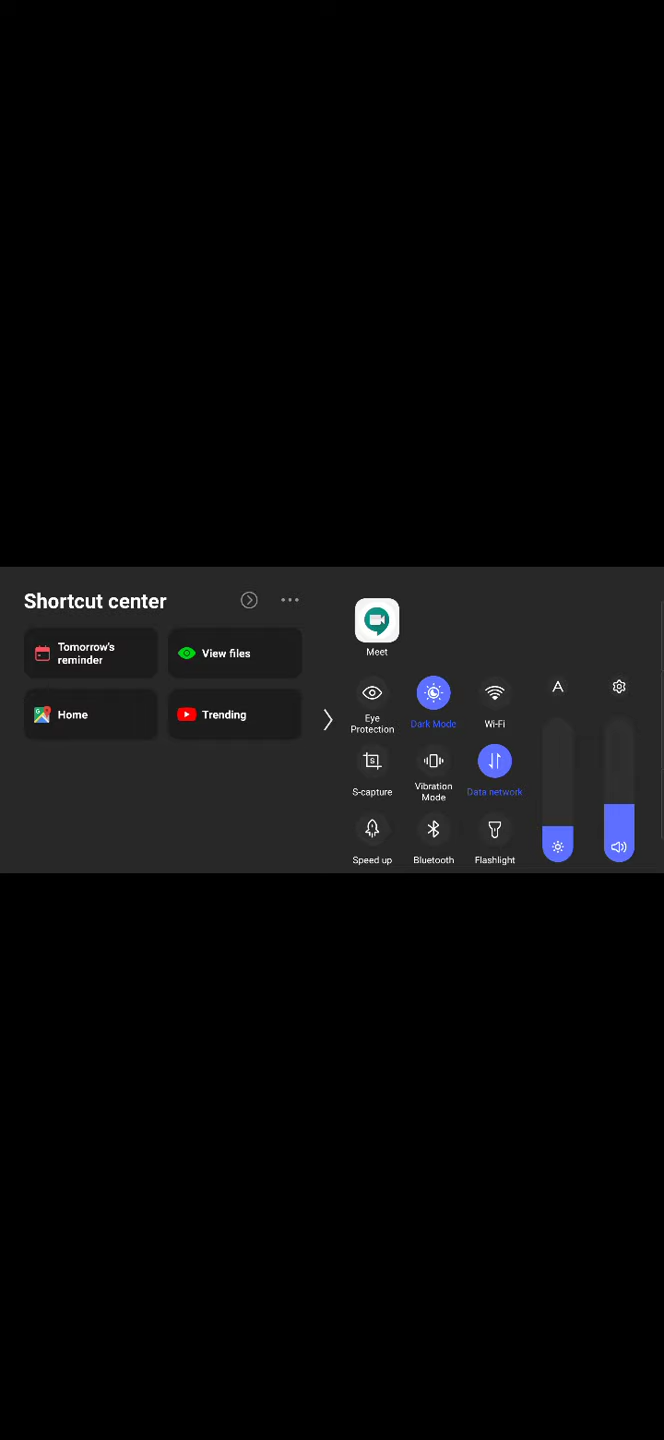 Shortcut center
Tomorrow's
reminder
View files
Home
Trending
Meet
A
Eye
Protection
Dark Mode
Wi-Fi
S
S-capture
Vibration
Mode
Data network
Speed up
Bluetooth
Flashlight